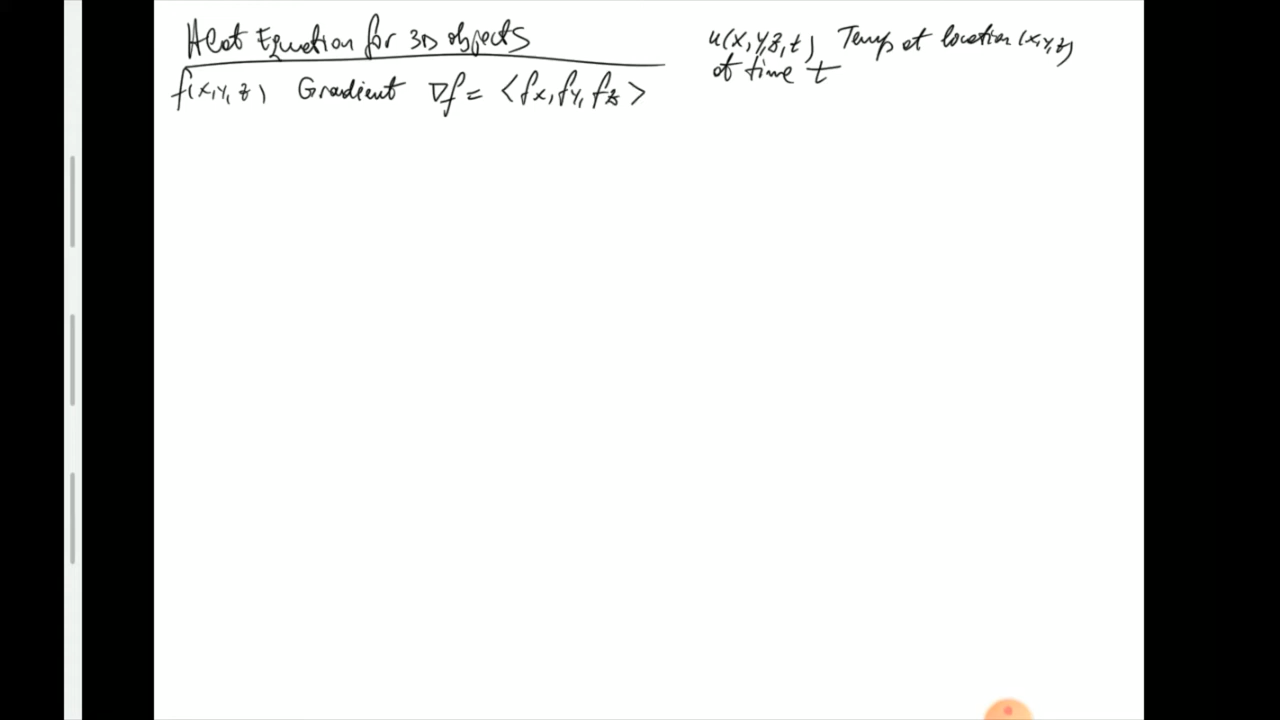 Heat Equation for 3D objects
f(x,y,z) Gradient ∇f = <fx, fy, fz>
u(x,y,z,t) Temp at location (x,y,z)
at time t